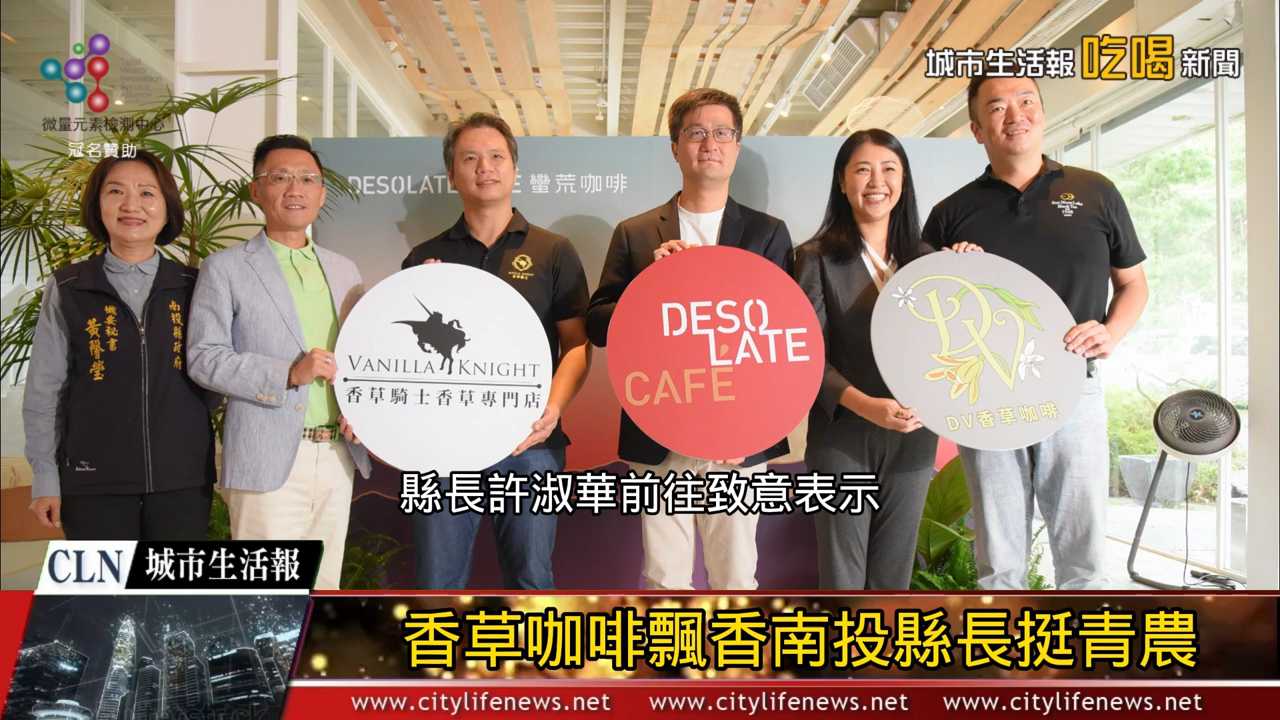 城市生活報 吃喝 新聞
微量元素檢測中心
冠名贊助
DESOLATE
蠻荒咖啡
南投縣政府
機要秘書
黃馨瑩
VANILLA KNIGHT
香草騎士香草專門店
DESO
LATE
CAFÉ
DV
DV香草咖啡
縣長許淑華前往致意表示
CLN 城市生活報
香草咖啡飄香南投縣長挺青農
www.citylifenews.net www.citylifenews.net www.citylifenews.net